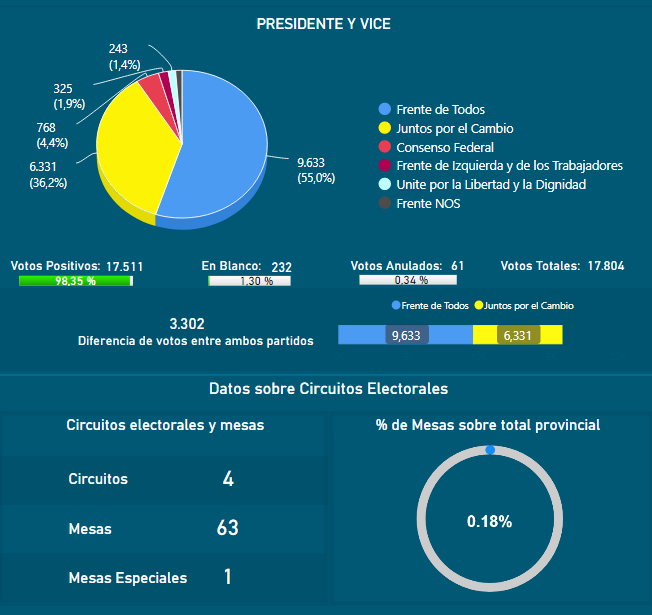 PRESIDENTE Y VICE
243
(1,4%)
325
(1,9%)
768
(4,4%)
6.331
(36,2%)
9.633
(55,0%)
Frente de Todos
Juntos por el Cambio
Consenso Federal
Frente de Izquierda y de los Trabajadores
Unite por la Libertad y la Dignidad
Frente NOS
Votos Positivos: 17.511
98,35 %
En Blanco: 232
1,30 %
Votos Anulados: 61
0,34 %
Votos Totales: 17.804
Frente de Todos Juntos por el Cambio
3.302
Diferencia de votos entre ambos partidos
9,633 6,331
Datos sobre Circuitos Electorales
Circuitos electorales y mesas
Circuitos 4
Mesas 63
Mesas Especiales 1
% de Mesas sobre total provincial
0.18%